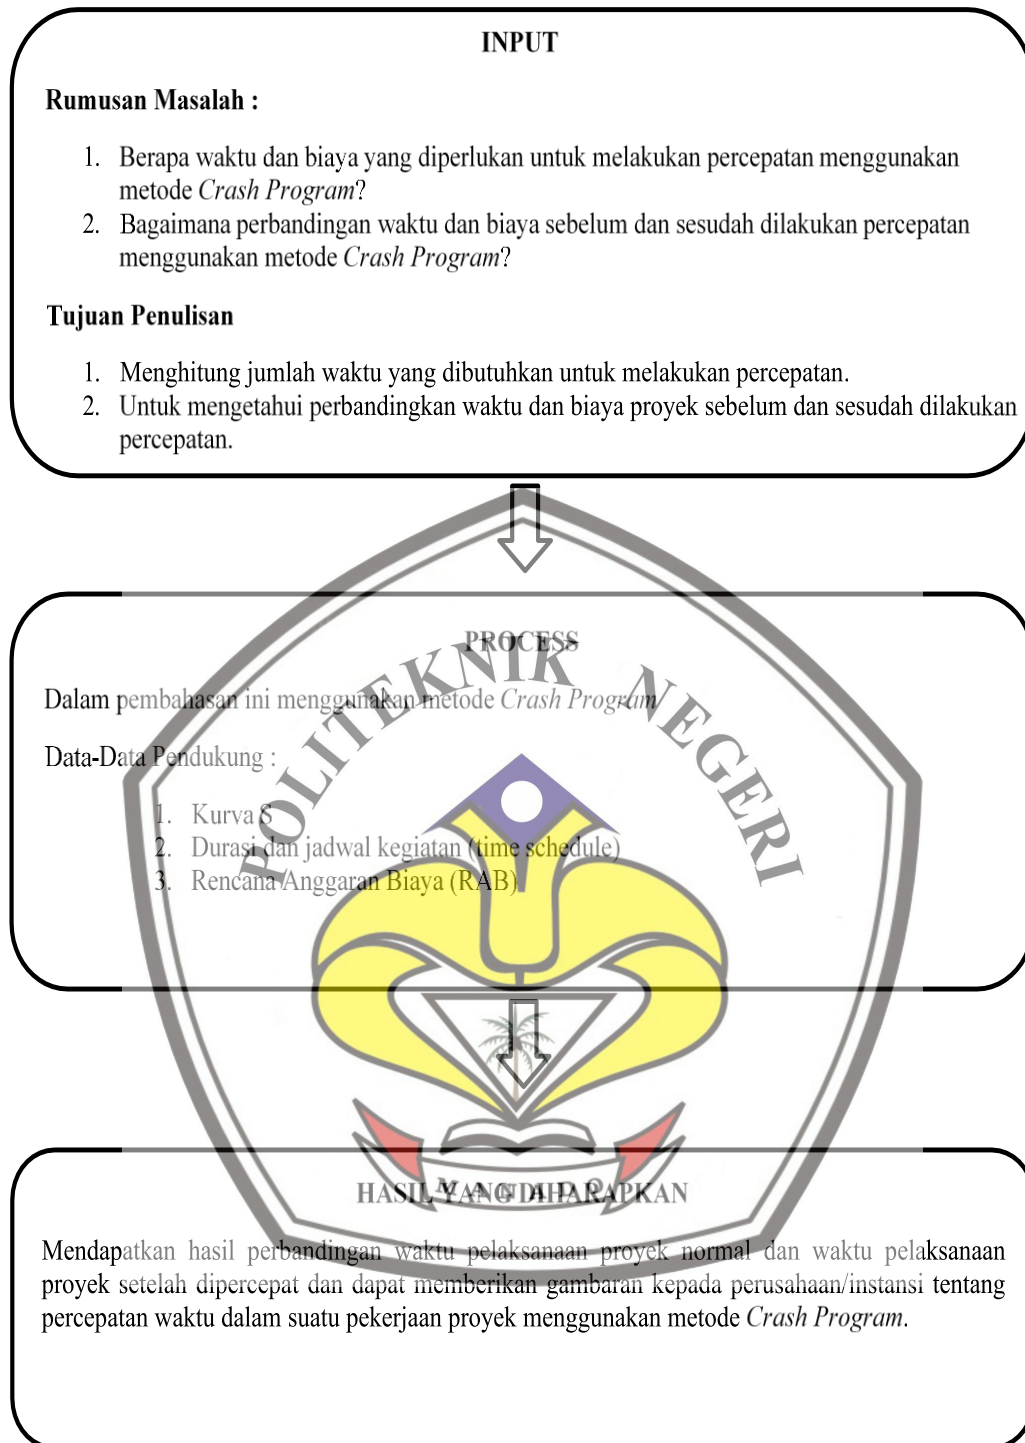 INPUT
Rumusan Masalah :
1. Berapa waktu dan biaya yang diperlukan untuk melakukan percepatan menggunakan
metode Crash Program?
2. Bagaimana perbandingan waktu dan biaya sebelum dan sesudah dilakukan percepatan
menggunakan metode Crash Program?
Tujuan Penulisan
1. Menghitung jumlah waktu yang dibutuhkan untuk melakukan percepatan.
2. Untuk mengetahui perbandingkan waktu dan biaya proyek sebelum dan sesudah dilakukan
percepatan.
PROCESS
POLITEKNIK NEGERI
Dalam pembahasan ini menggunakan metode Crash Program
Data-Data Pendukung :
1. Kurva S
2. Durasi dan jadwal kegiatan (time schedule)
3. Rencana Anggaran Biaya (RAB)
MANADO
HASIL YANG DIHARAPKAN
Mendapatkan hasil perbandingan waktu pelaksanaan proyek normal dan waktu pelaksanaan
proyek setelah dipercepat dan dapat memberikan gambaran kepada perusahaan/instansi tentang
percepatan waktu dalam suatu pekerjaan proyek menggunakan metode Crash Program.